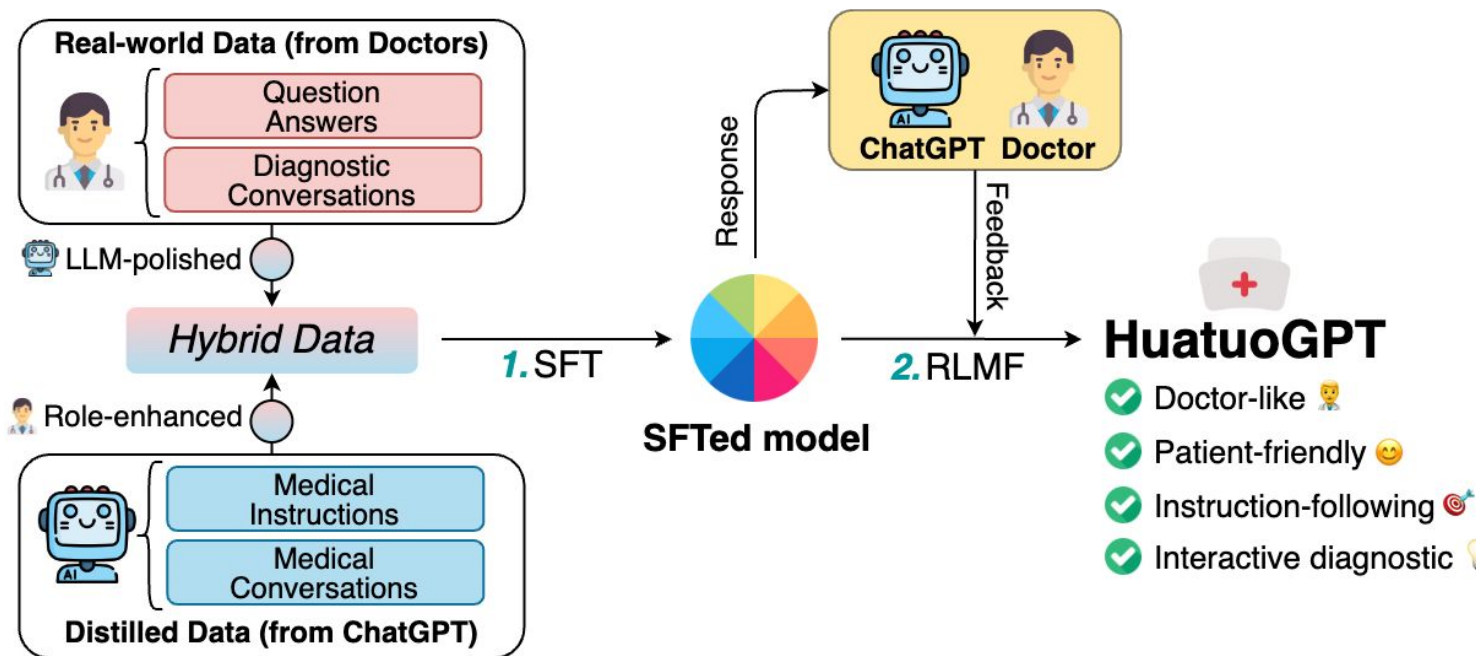 Real-world Data (from Doctors)
Question
Answers
Diagnostic
Conversations
LLM-polished
Hybrid Data
Role-enhanced
Medical
Instructions
Medical
Conversations
AI
Distilled Data (from ChatGPT)
1. SFT
SFTed model
Response
AI
ChatGPT Doctor
Feedback
2. RLMF
HuatuoGPT
Doctor-like
Patient-friendly
Instruction-following
Interactive diagnostic